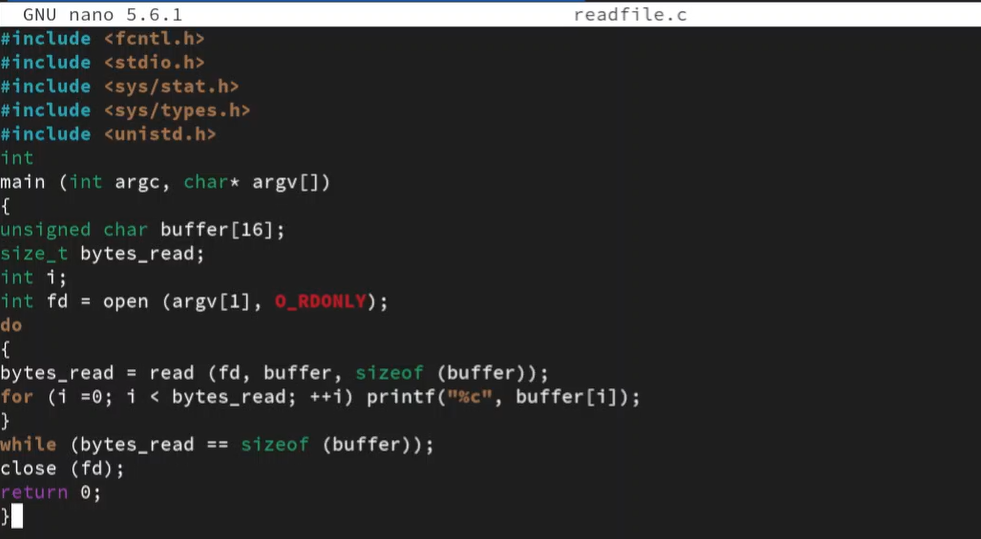 GNU nano 5.6.1 readfile.c
#include <fcntl.h>
#include <stdio.h>
#include <sys/stat.h>
#include <sys/types.h>
#include <unistd.h>
int
main (int argc, char* argv[])
{
unsigned char buffer[16];
size_t bytes_read;
int i;
int fd = open (argv[1], O_RDONLY);
do
{
bytes_read = read (fd, buffer, sizeof (buffer));
for (i =0; i < bytes_read; ++i) printf("%c", buffer[i]);
}
while (bytes_read == sizeof (buffer));
close (fd);
return 0;
}